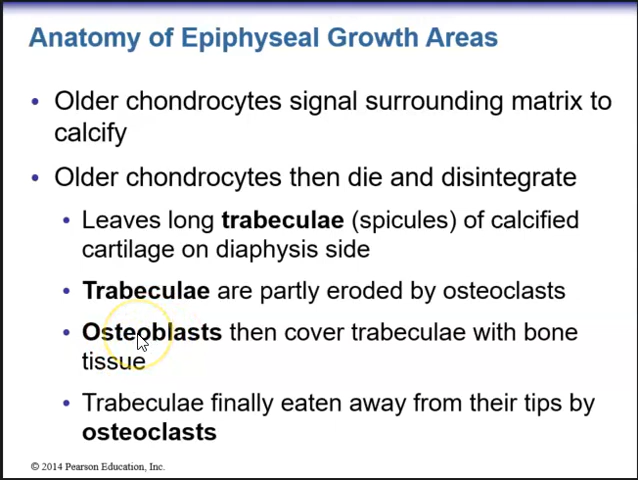 Anatomy of Epiphyseal Growth Areas
• Older chondrocytes signal surrounding matrix to
calcify
• Older chondrocytes then die and disintegrate
• Leaves long trabeculae (spicules) of calcified
cartilage on diaphysis side
• Trabeculae are partly eroded by osteoclasts
• Osteoblasts then cover trabeculae with bone
tissue
• Trabeculae finally eaten away from their tips by
osteoclasts
© 2014 Pearson Education, Inc.